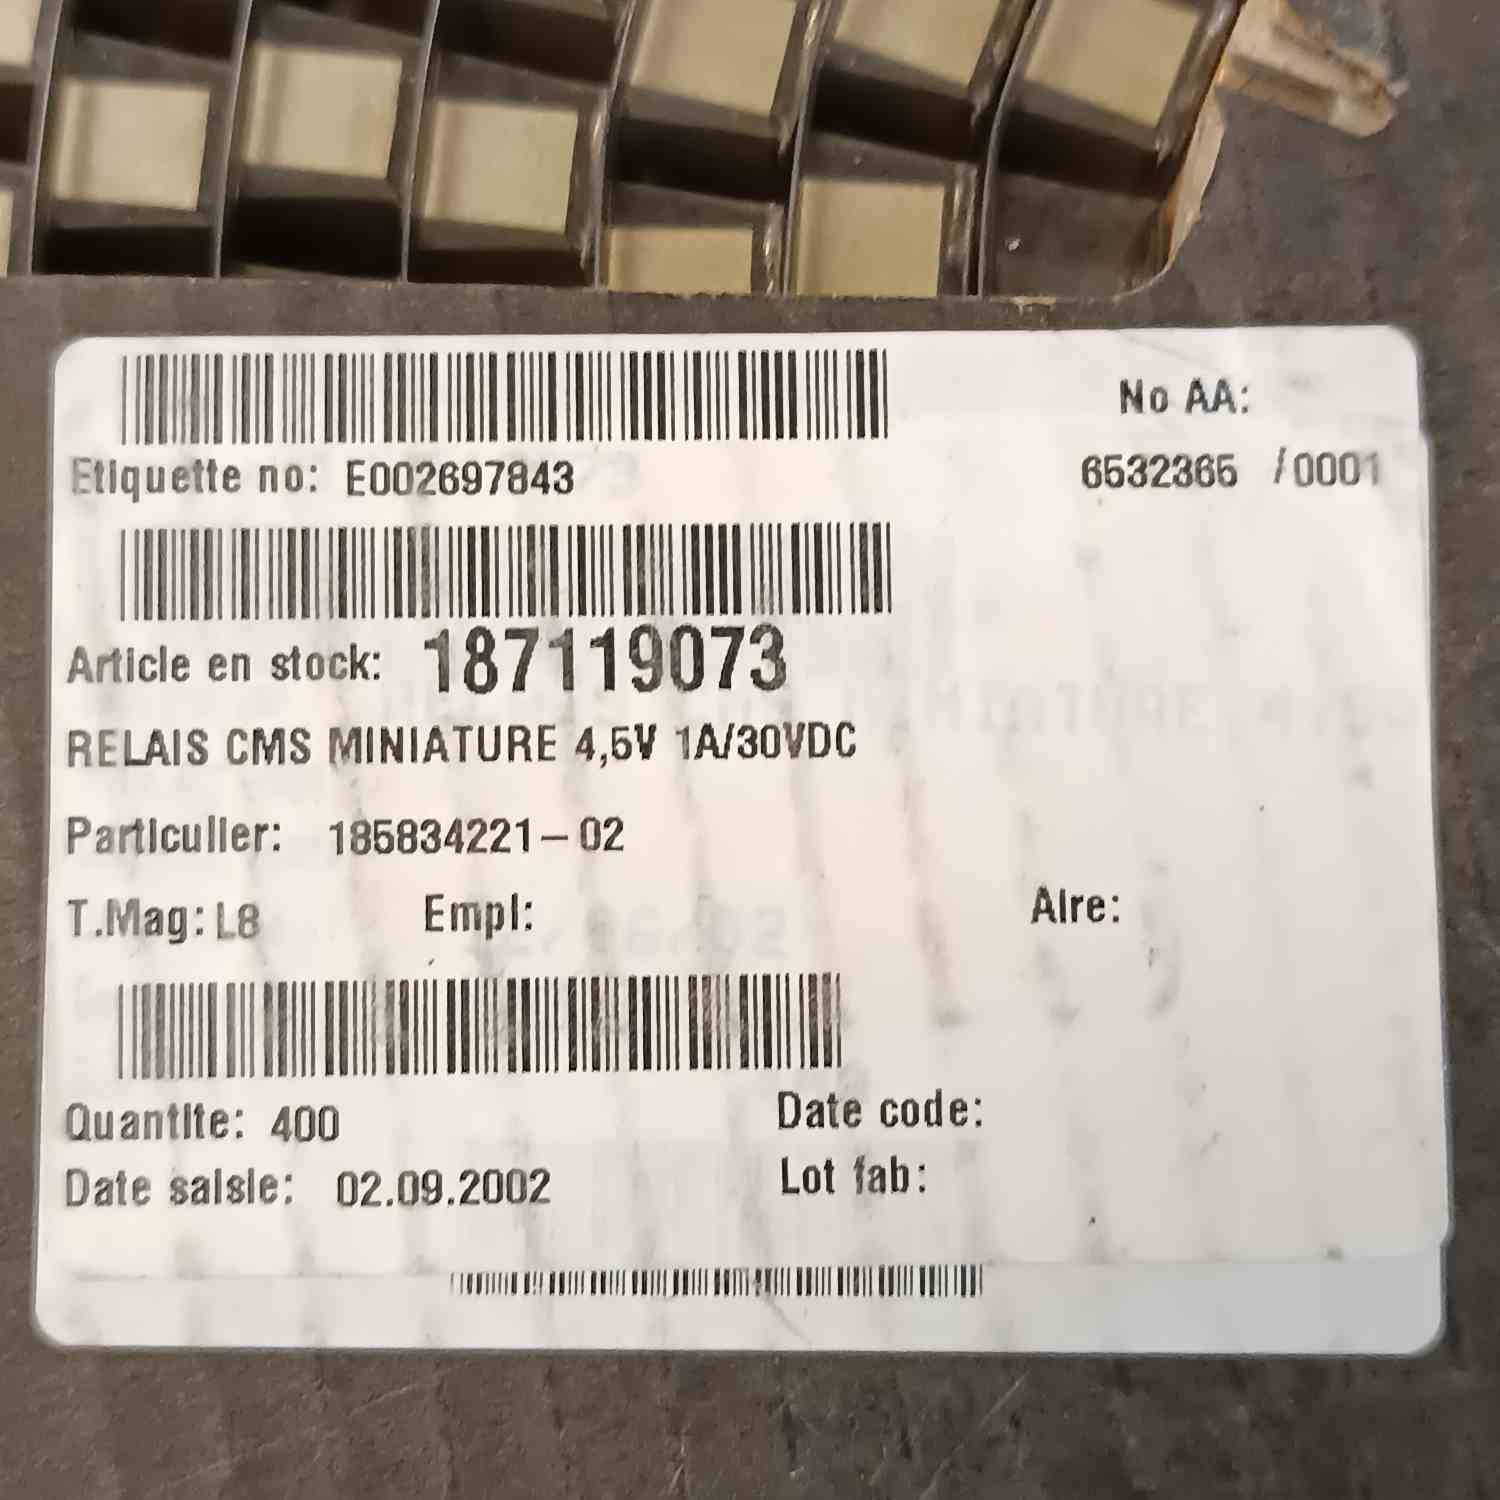 No AA:
Etiquette no: E002697843
6532365 /0001
Article en stock: 187119073
RELAIS CMS MINIATURE 4,5V 1A/30VDC
Particulier: 185834221-02
T.Mag: L8 Empl: Aire:
Quantite: 400 Date code:
Date saisie: 02.09.2002 Lot fab: